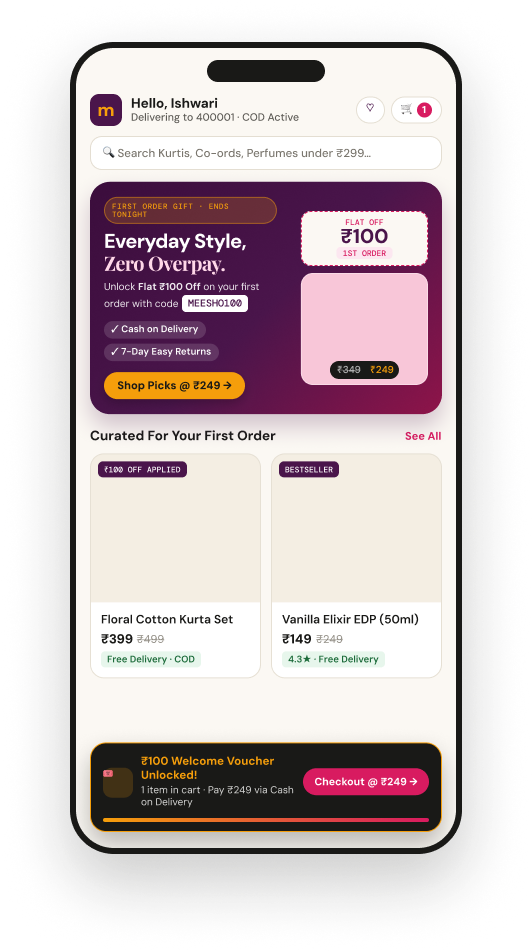 m
Hello, Ishwari
Delivering to 400001 · COD Active
♡
🛒 1
🔍 Search Kurtis, Co-ords, Perfumes under ₹299…
FIRST ORDER GIFT · ENDS
TONIGHT
Everyday Style,
Zero Overpay.
Unlock Flat ₹100 Off on your first
order with code MEESHO100
✓ Cash on Delivery
✓ 7-Day Easy Returns
Shop Picks @ ₹249 →
FLAT OFF
₹100
1ST ORDER
₹349 ₹249
Curated For Your First Order
See All
₹100 OFF APPLIED
Floral Cotton Kurta Set
₹399 ₹499
Free Delivery · COD
BESTSELLER
Vanilla Elixir EDP (50ml)
₹149 ₹249
4.3★ · Free Delivery
₹100 Welcome Voucher
Unlocked!
1 item in cart · Pay ₹249 via Cash
on Delivery
Checkout @ ₹249 →